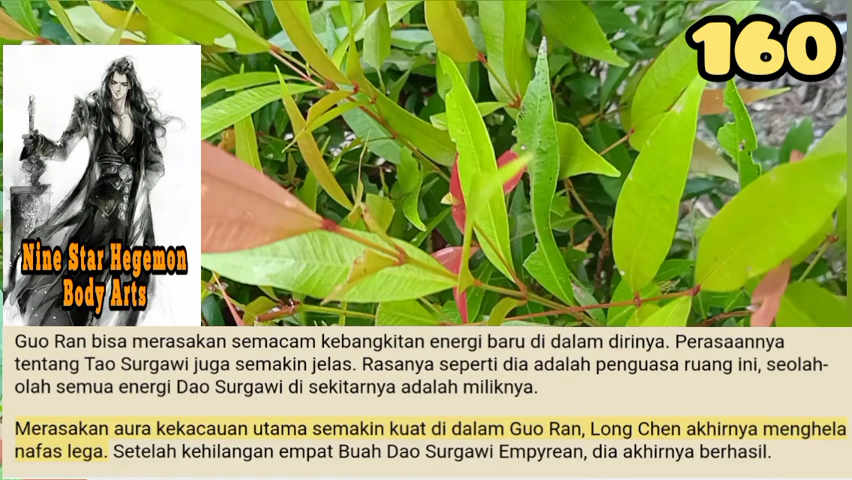 160
Nine Star Hegemon
Body Arts
Guo Ran bisa merasakan semacam kebangkitan energi baru di dalam dirinya. Perasaannya
tentang Tao Surgawi juga semakin jelas. Rasanya seperti dia adalah penguasa ruang ini, seolah-
olah semua energi Dao Surgawi di sekitarnya adalah miliknya.
Merasakan aura kekacauan utama semakin kuat di dalam Guo Ran, Long Chen akhirnya menghela
nafas lega. Setelah kehilangan empat Buah Dao Surgawi Empyrean, dia akhirnya berhasil.